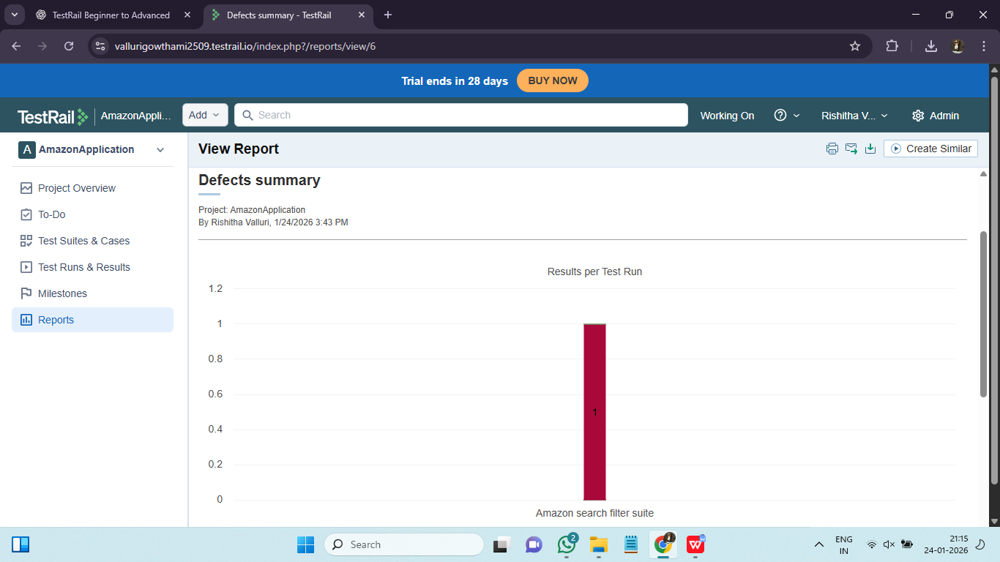 TestRail Beginner to Advanced
Defects summary - TestRail
vallurigowthami2509.testrail.io/index.php?/reports/view/6
Trial ends in 28 days
BUY NOW
TestRail
AmazonAppli...
Add
Search
Working On
Rishitha V...
Admin
A AmazonApplication
Project Overview
To-Do
Test Suites & Cases
Test Runs & Results
Milestones
Reports
View Report
Create Similar
Defects summary
Project: AmazonApplication
By Rishitha Valluri, 1/24/2026 3:43 PM
Results per Test Run
1.2
1
0.8
0.6
0.4
0.2
0
1
Amazon search filter suite
Search
2
ENG
IN
21:15
24-01-2026